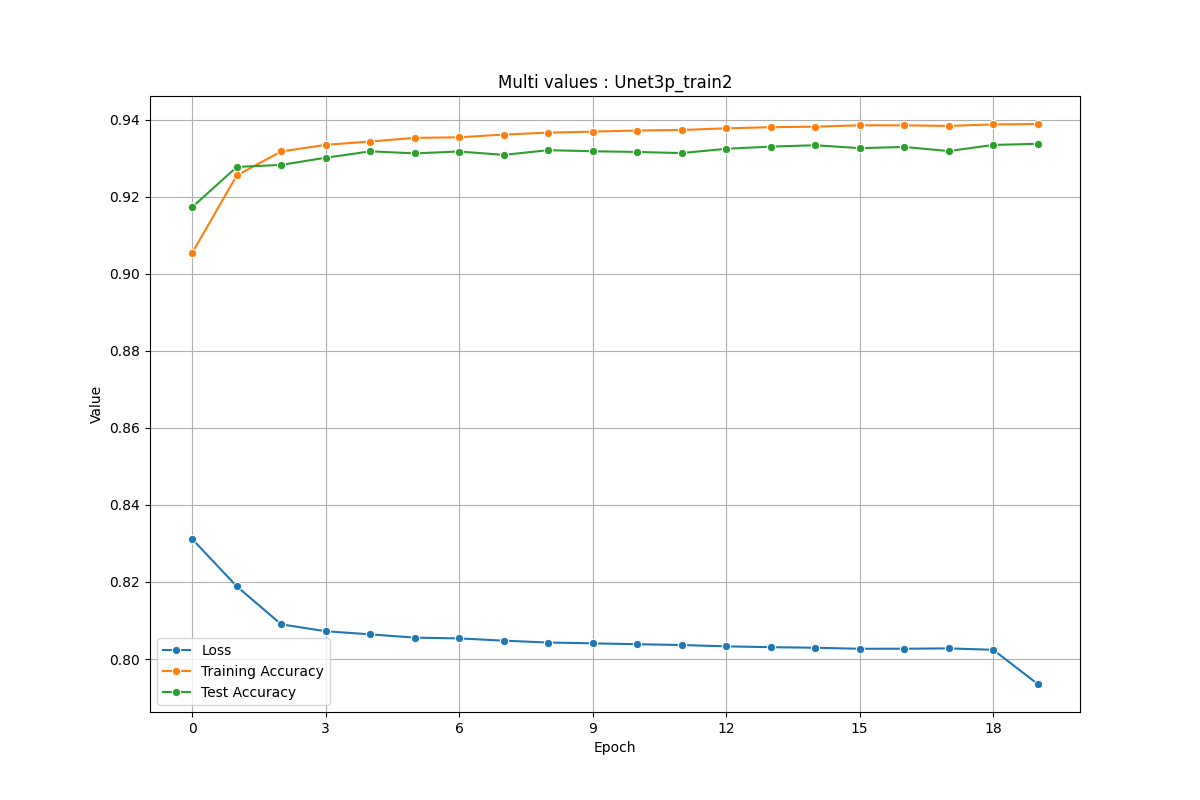 Multi values : Unet3p_train2
0.94
0.92
0.90
0.88
0.86
0.84
0.82
0.80
Value
Loss
Training Accuracy
Test Accuracy
0 3 6 9 12 15 18
Epoch